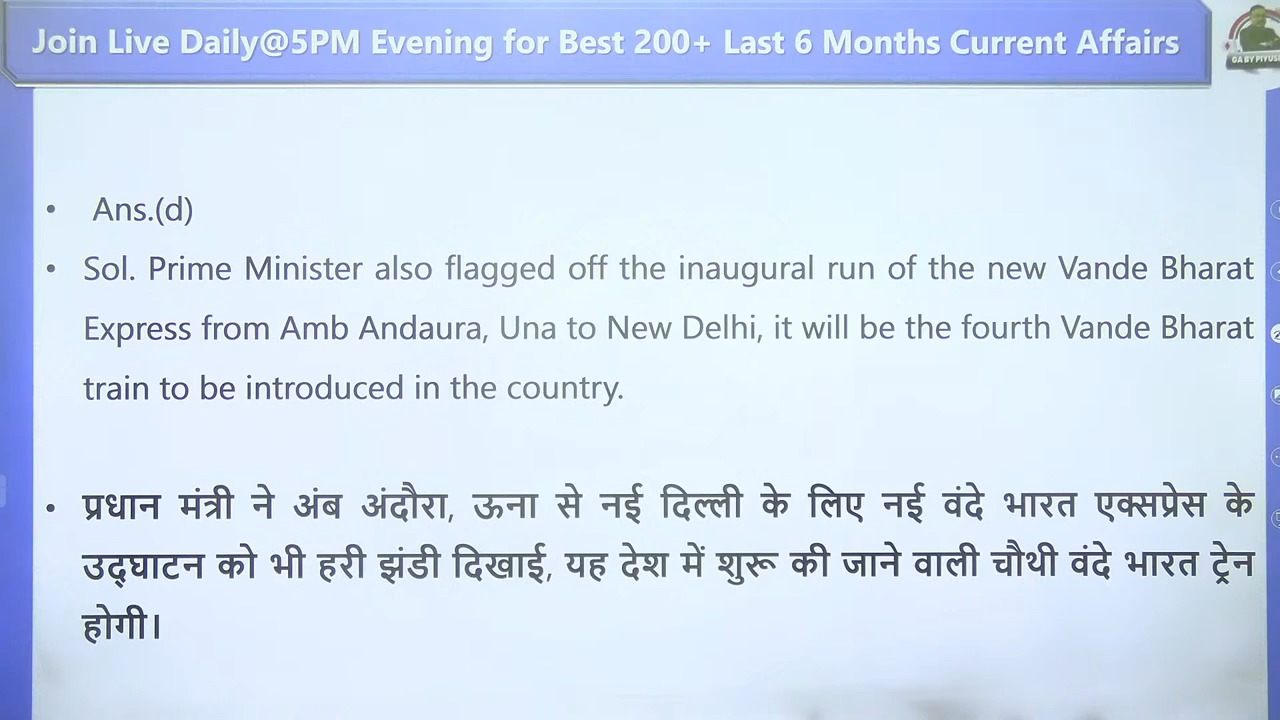 Join Live Daily@5PM Evening for Best 200+ Last 6 Months Current Affairs
• Ans.(d)
• Sol. Prime Minister also flagged off the inaugural run of the new Vande Bharat
Express from Amb Andaura, Una to New Delhi, it will be the fourth Vande Bharat
train to be introduced in the country.
• प्रधान मंत्री ने अंब अंदौरा, ऊना से नई दिल्ली के लिए नई वंदे भारत एक्सप्रेस के
उद्घाटन को भी हरी झंडी दिखाई, यह देश में शुरू की जाने वाली चौथी वंदे भारत ट्रेन
होगी।